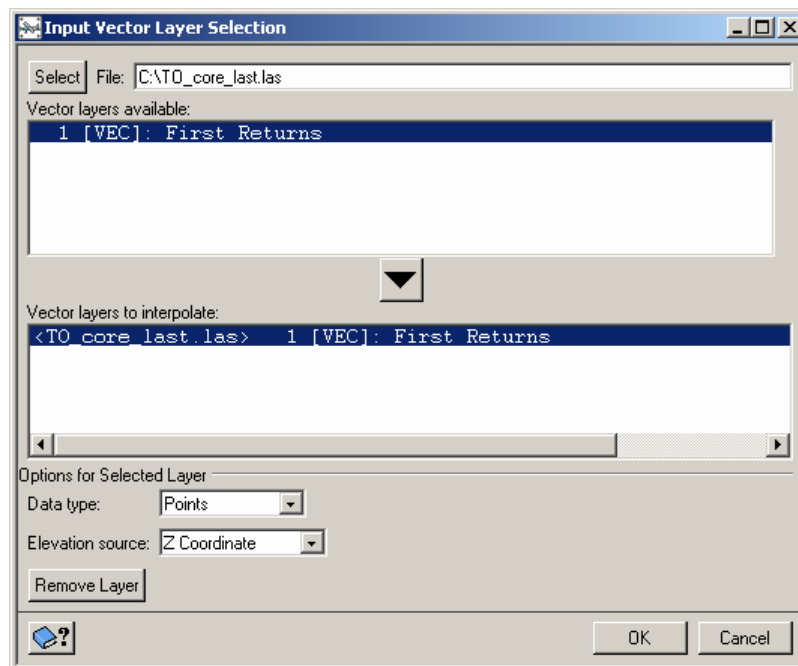 Input Vector Layer Selection
Select File: C:\TO_core_last.las
Vector layers available:
1 [VEC]: First Returns
Vector layers to interpolate:
<TO_core_last.las> 1 [VEC]: First Returns
Options for Selected Layer
Data type: Points
Elevation source: Z Coordinate
Remove Layer
? OK Cancel